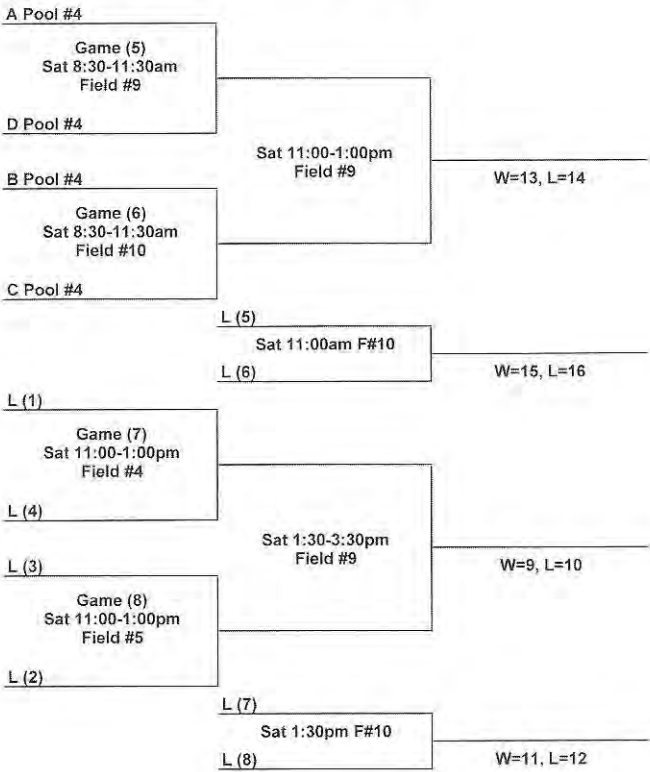 A Pool #4
Game (5)
Sat 8:30-11:30am
Field #9
D Pool #4
Sat 11:00-1:00pm
Field #9
W=13, L=14
B Pool #4
Game (6)
Sat 8:30-11:30am
Field #10
C Pool #4
L (5)
Sat 11:00am F#10
L (6)
W=15, L=16
L (1)
Game (7)
Sat 11:00-1:00pm
Field #4
L (4)
Sat 1:30-3:30pm
Field #9
W=9, L=10
L (3)
Game (8)
Sat 11:00-1:00pm
Field #5
L (2)
L (7)
Sat 1:30pm F#10
L (8)
W=11, L=12